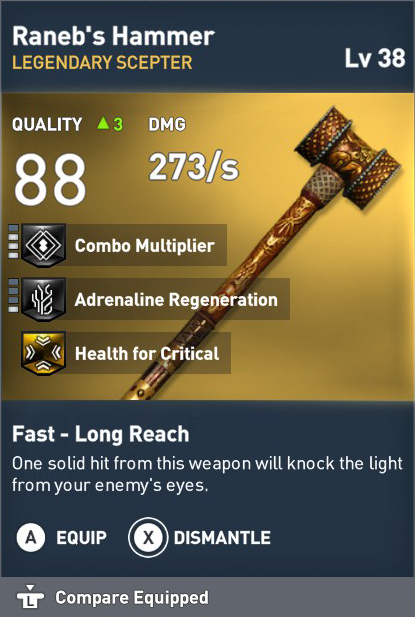 Raneb's Hammer
LEGENDARY SCEPTER
Lv 38
QUALITY ▲3 DMG
88 273/s
Combo Multiplier
Adrenaline Regeneration
Health for Critical
Fast - Long Reach
One solid hit from this weapon will knock the light
from your enemy's eyes.
A EQUIP X DISMANTLE
L Compare Equipped